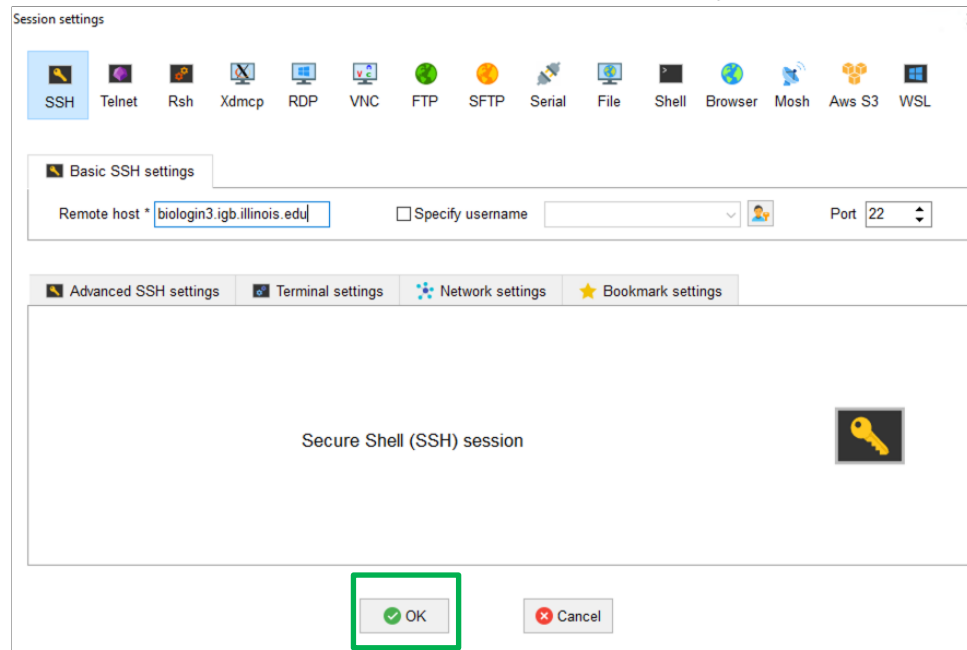 Session settings
SSH Telnet Rsh Xdmcp RDP VNC FTP SFTP Serial File Shell Browser Mosh Aws S3 WSL
Basic SSH settings
Remote host * biologin3.igb.illinois.edu Specify username Port 22
Advanced SSH settings Terminal settings Network settings Bookmark settings
Secure Shell (SSH) session
OK Cancel